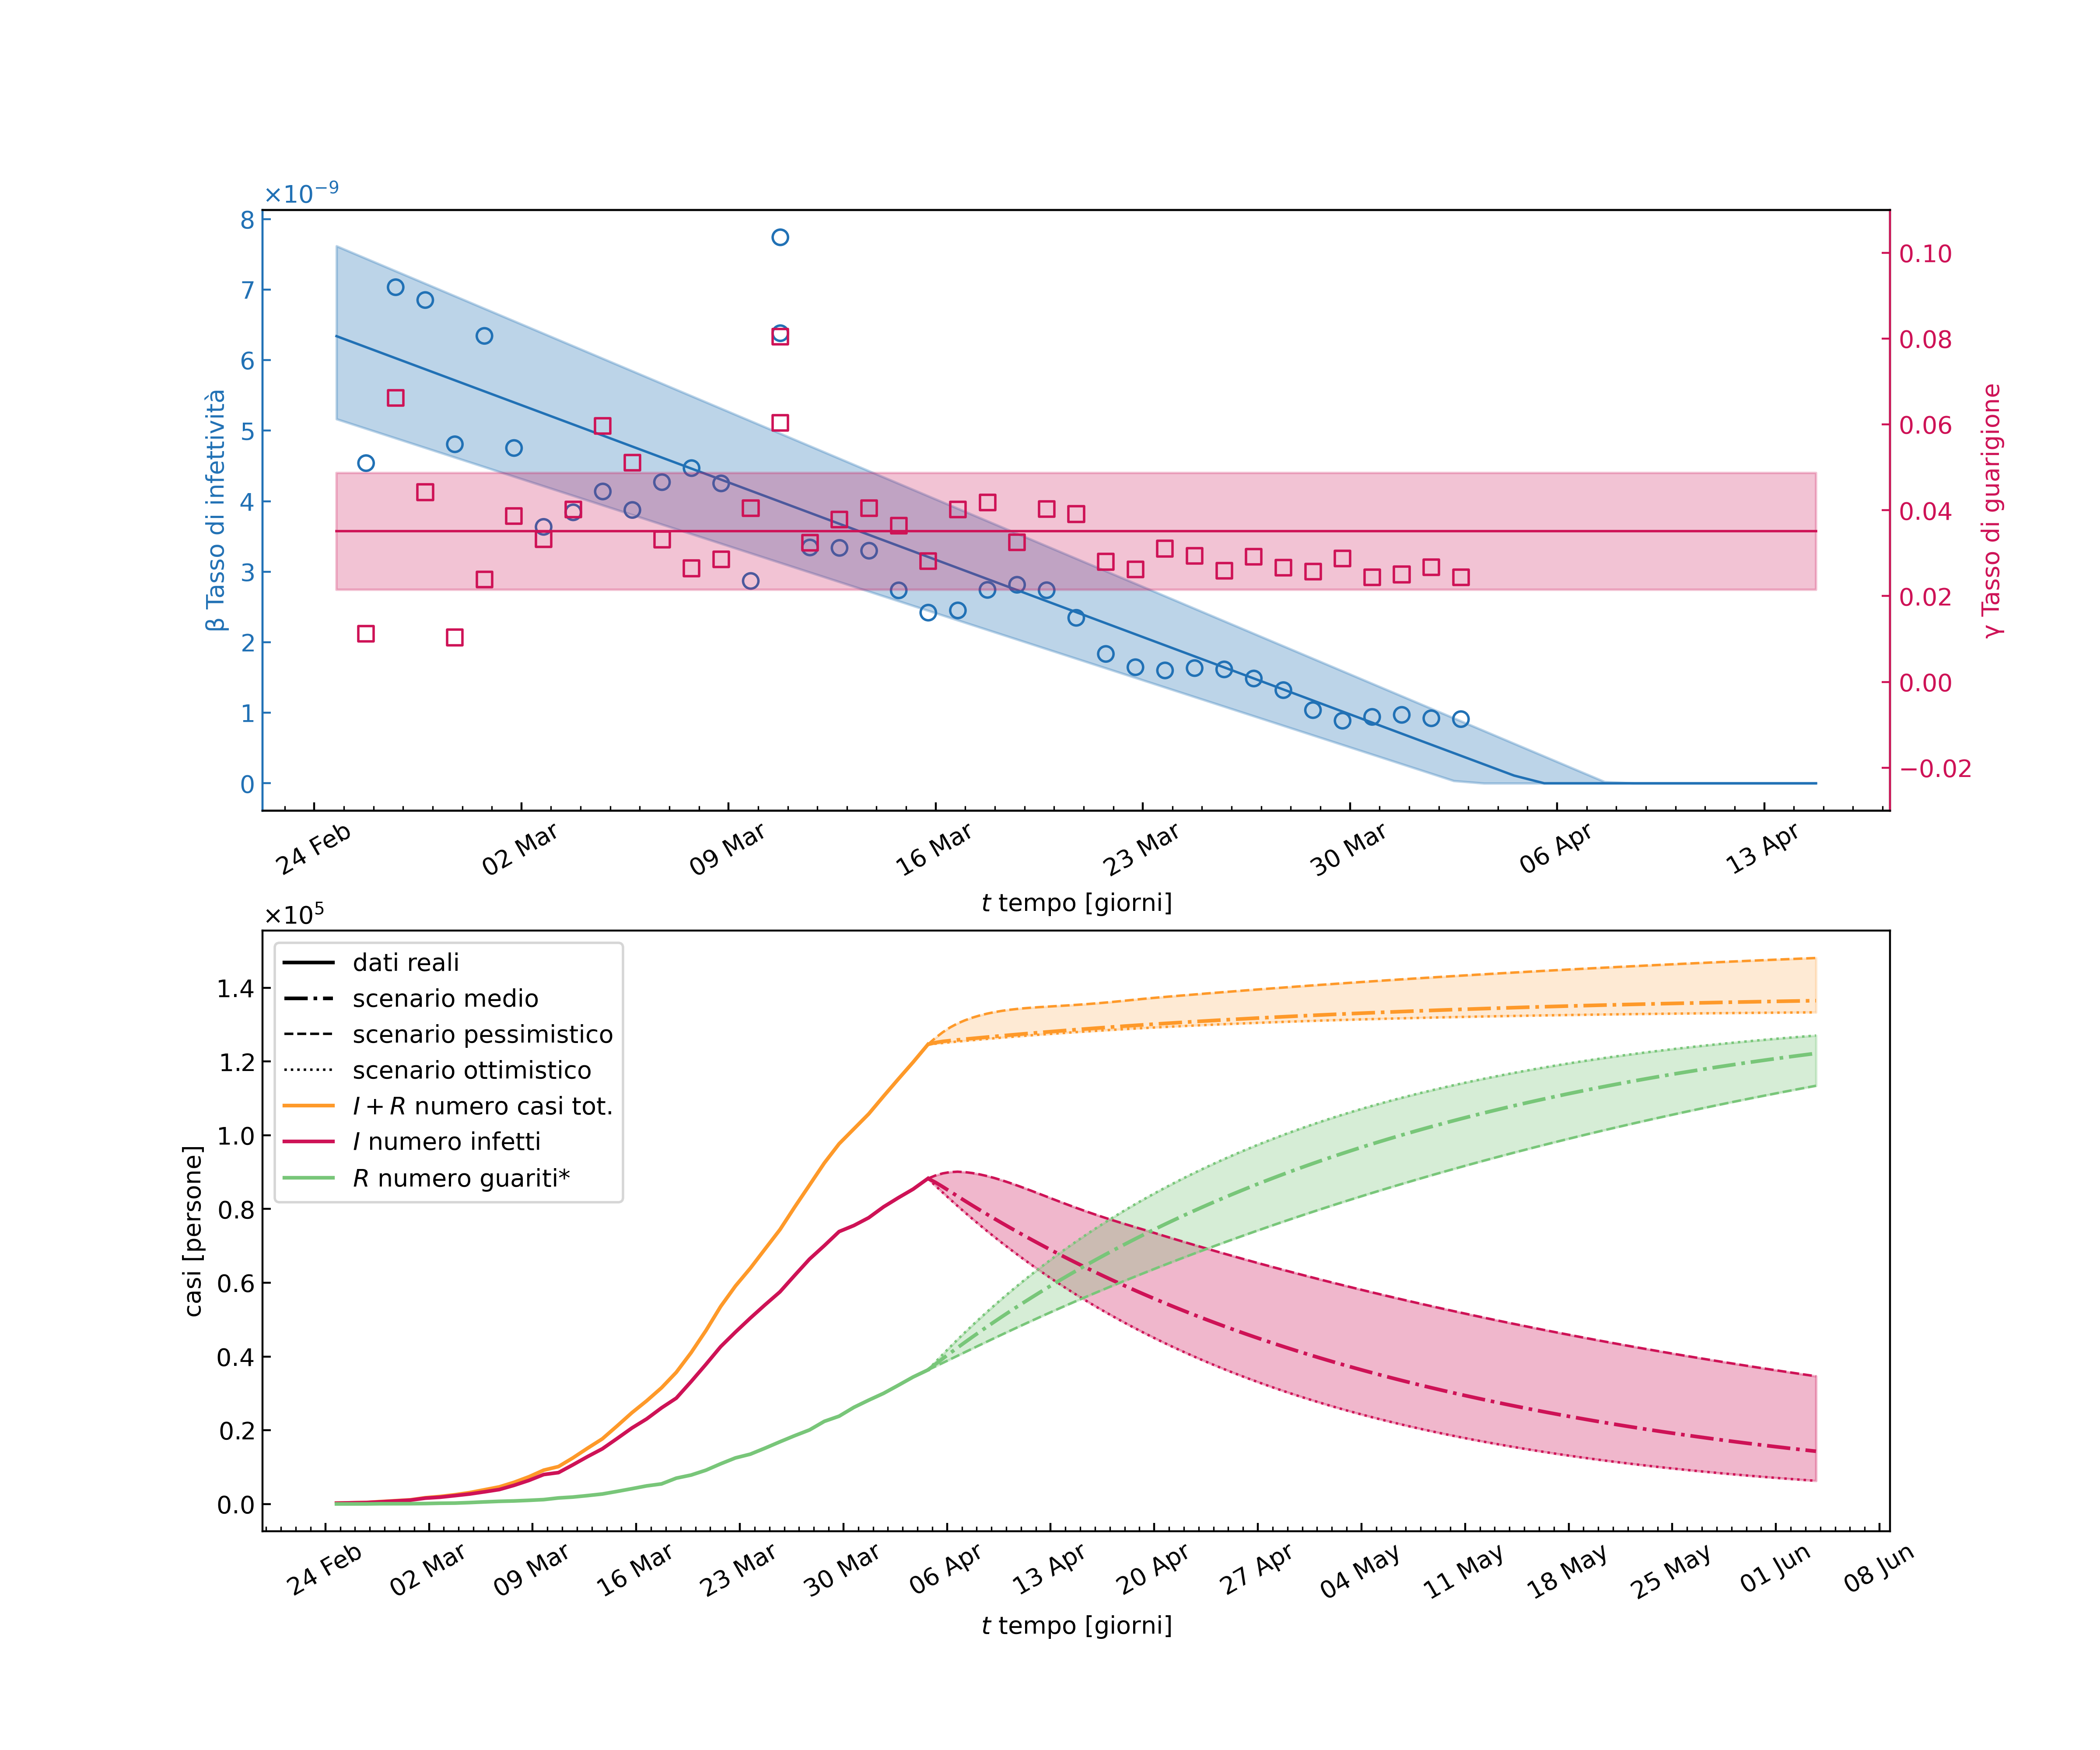 ×10⁻⁹
8
7
6
5
4
3
2
1
0
β Tasso di infettività
0.10
0.08
0.06
0.04
0.02
0.00
−0.02
γ Tasso di guarigione
24 Feb
02 Mar
09 Mar
16 Mar
23 Mar
30 Mar
06 Apr
13 Apr
t tempo [giorni]
×10⁵
1.4
1.2
1.0
0.8
0.6
0.4
0.2
0.0
casi [persone]
dati reali
scenario medio
scenario pessimistico
scenario ottimistico
I + R numero casi tot.
I numero infetti
R numero guariti*
24 Feb
02 Mar
09 Mar
16 Mar
23 Mar
30 Mar
06 Apr
13 Apr
20 Apr
27 Apr
04 May
11 May
18 May
25 May
01 Jun
08 Jun
t tempo [giorni]